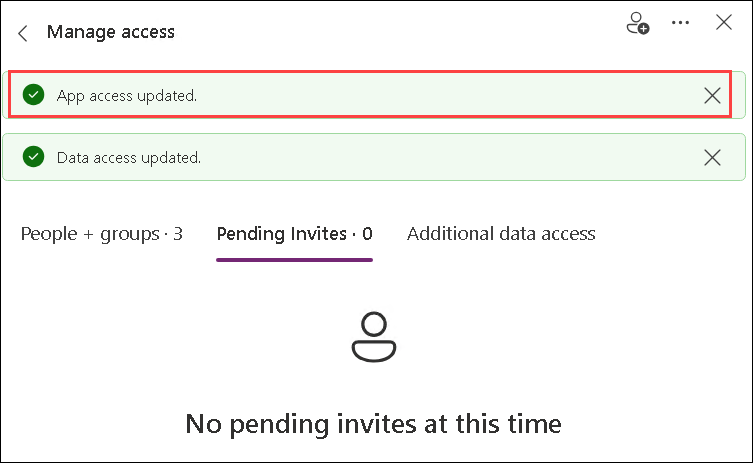 Manage access
App access updated.
Data access updated.
People + groups · 3 Pending Invites · 0 Additional data access
No pending invites at this time